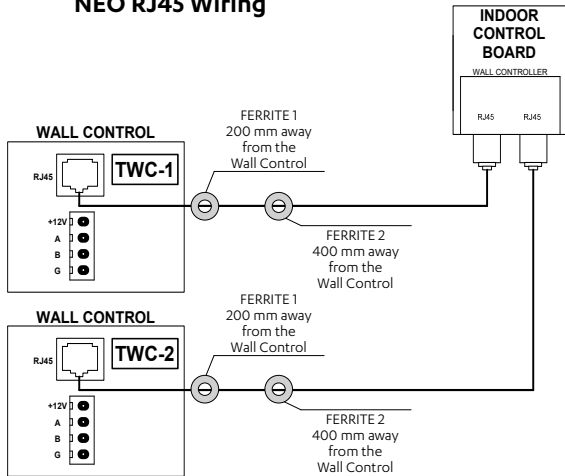 NEO RJ45 Wiring
INDOOR
CONTROL
BOARD
WALL CONTROLLER
RJ45 RJ45
FERRITE 1
200 mm away
from the
Wall Control
WALL CONTROL
RJ45
TWC-1
+12V
A
B
G
FERRITE 2
400 mm away
from the
Wall Control
FERRITE 1
200 mm away
from the
Wall Control
WALL CONTROL
RJ45
TWC-2
+12V
A
B
G
FERRITE 2
400 mm away
from the
Wall Control